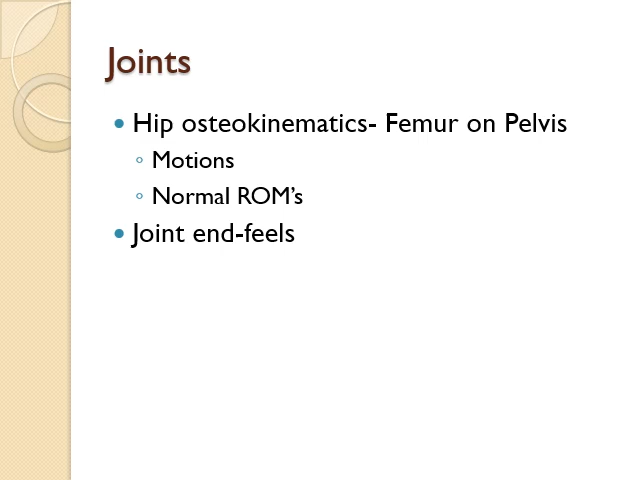 Joints
• Hip osteokinematics- Femur on Pelvis
◦ Motions
◦ Normal ROM’s
• Joint end-feels